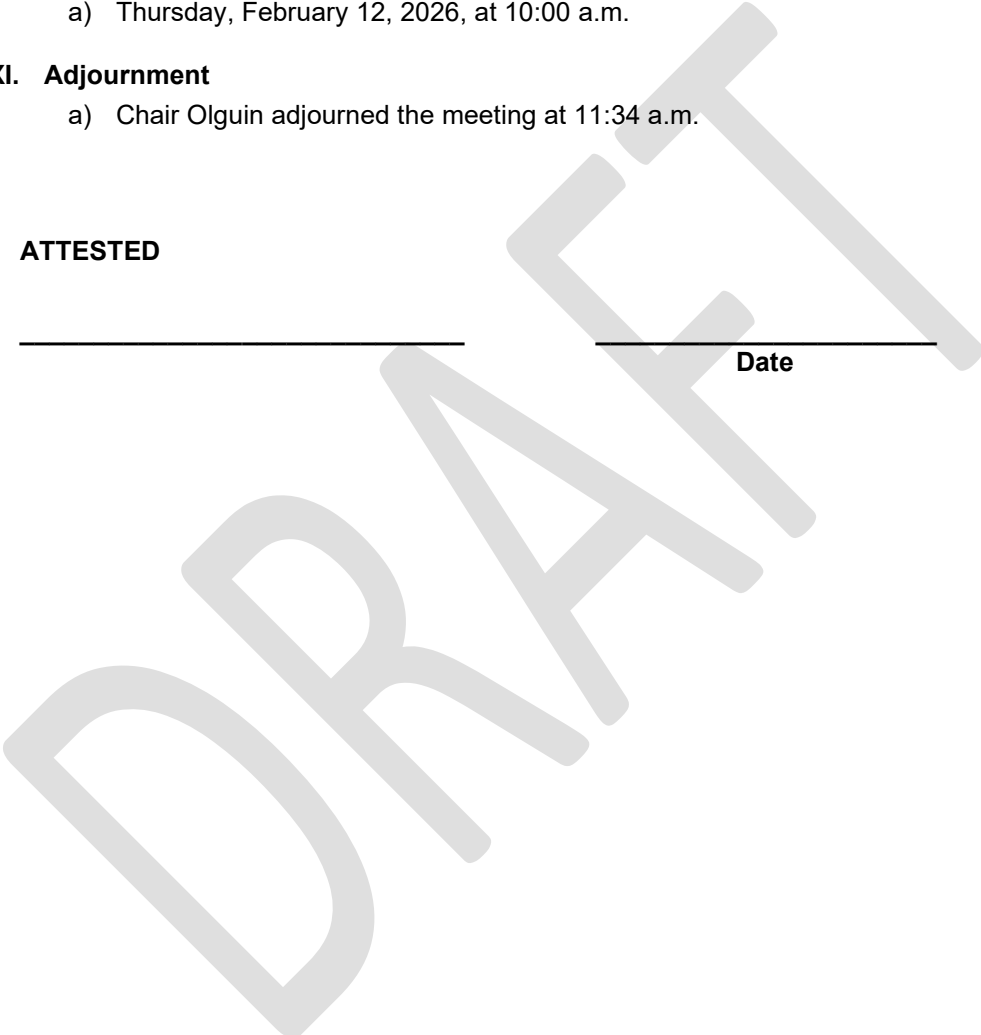 a) Thursday, February 12, 2026, at 10:00 a.m.
XI. Adjournment
a) Chair Olguin adjourned the meeting at 11:34 a.m.
ATTESTED
Date
DRAFT